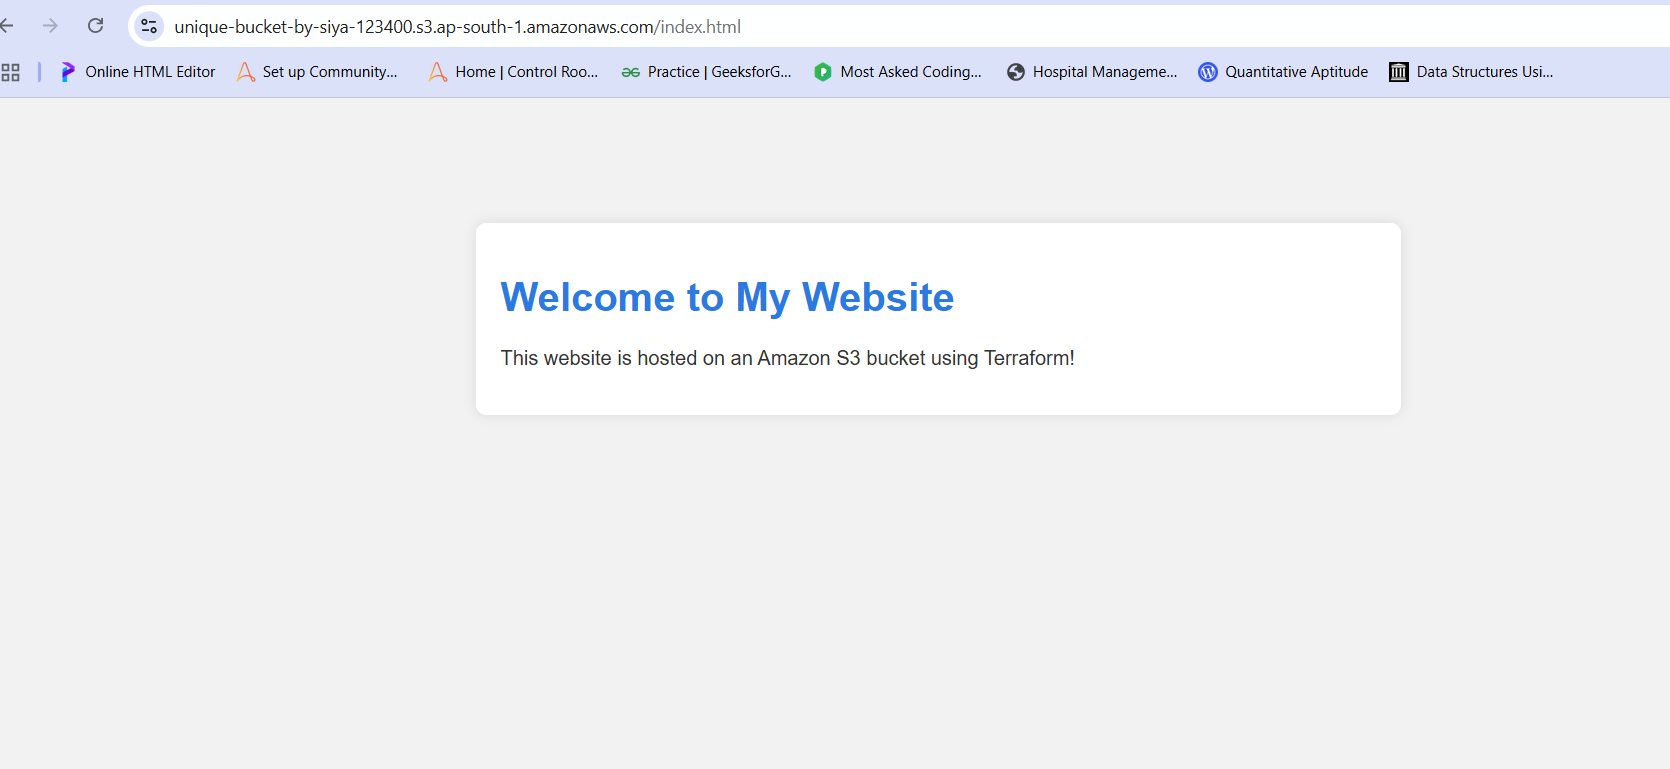 unique-bucket-by-siya-123400.s3.ap-south-1.amazonaws.com/index.html
Online HTML Editor Set up Community... Home | Control Roo... Practice | GeeksforG... Most Asked Coding... Hospital Manageme... Quantitative Aptitude Data Structures Usi...
Welcome to My Website
This website is hosted on an Amazon S3 bucket using Terraform!